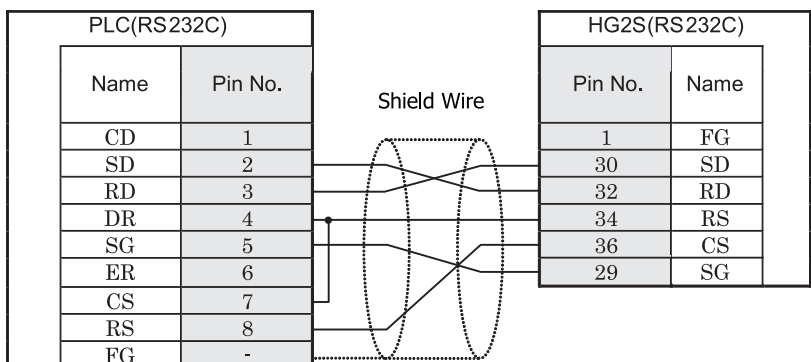 PLC(RS232C)
Name Pin No.
CD 1
SD 2
RD 3
DR 4
SG 5
ER 6
CS 7
RS 8
FG -
Shield Wire
HG2S(RS232C)
Pin No. Name
1 FG
30 SD
32 RD
34 RS
36 CS
29 SG